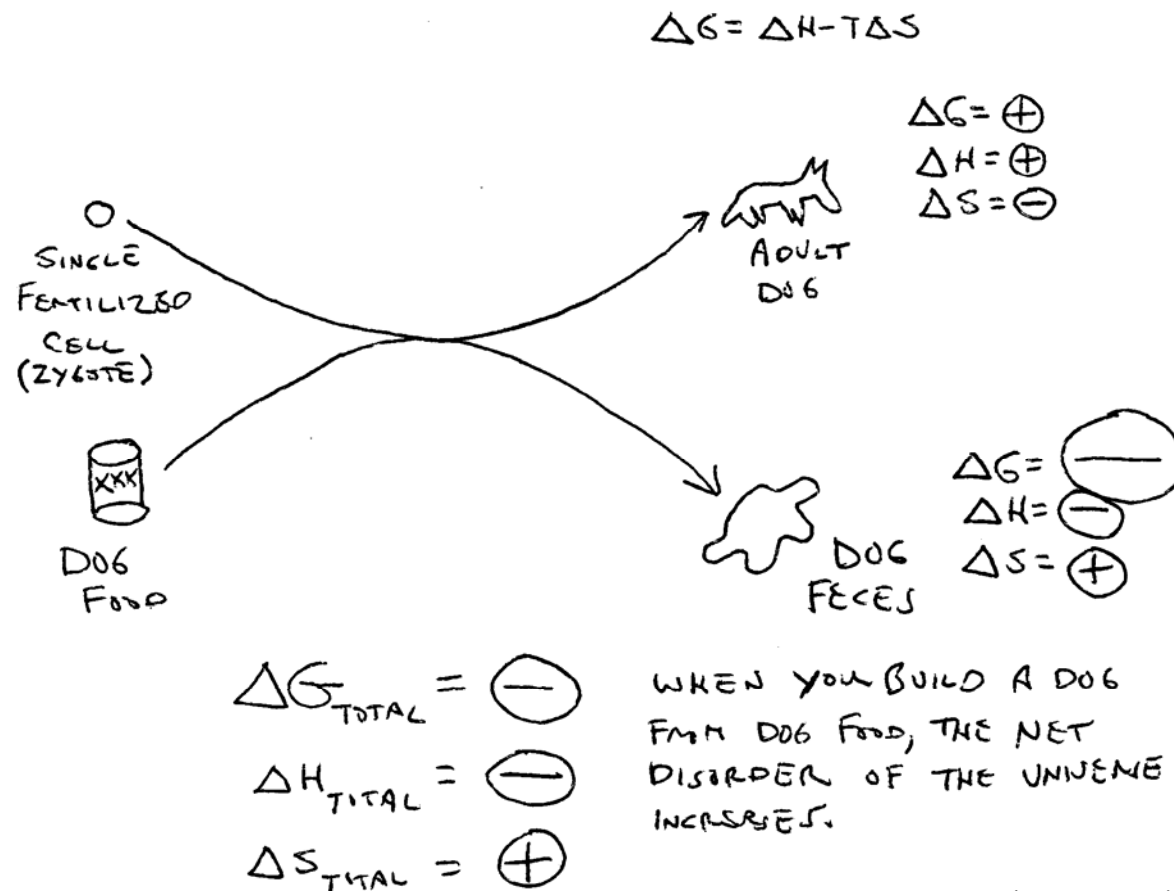 ΔG = ΔH-TΔS
ΔG = ⊕
ΔH = ⊕
ΔS = ⊖
SINGLE
FERTILIZED
CELL
(ZYGOTE)
ADULT
DOG
XXX
DOG
FOOD
ΔG = ⊖
ΔH = ⊖
ΔS = ⊕
DOG
FECES
ΔG TOTAL = ⊖
ΔH TOTAL = ⊖
ΔS TOTAL = ⊕
WHEN YOU BUILD A DOG
FROM DOG FOOD, THE NET
DISORDER OF THE UNIVERSE
INCREASES.